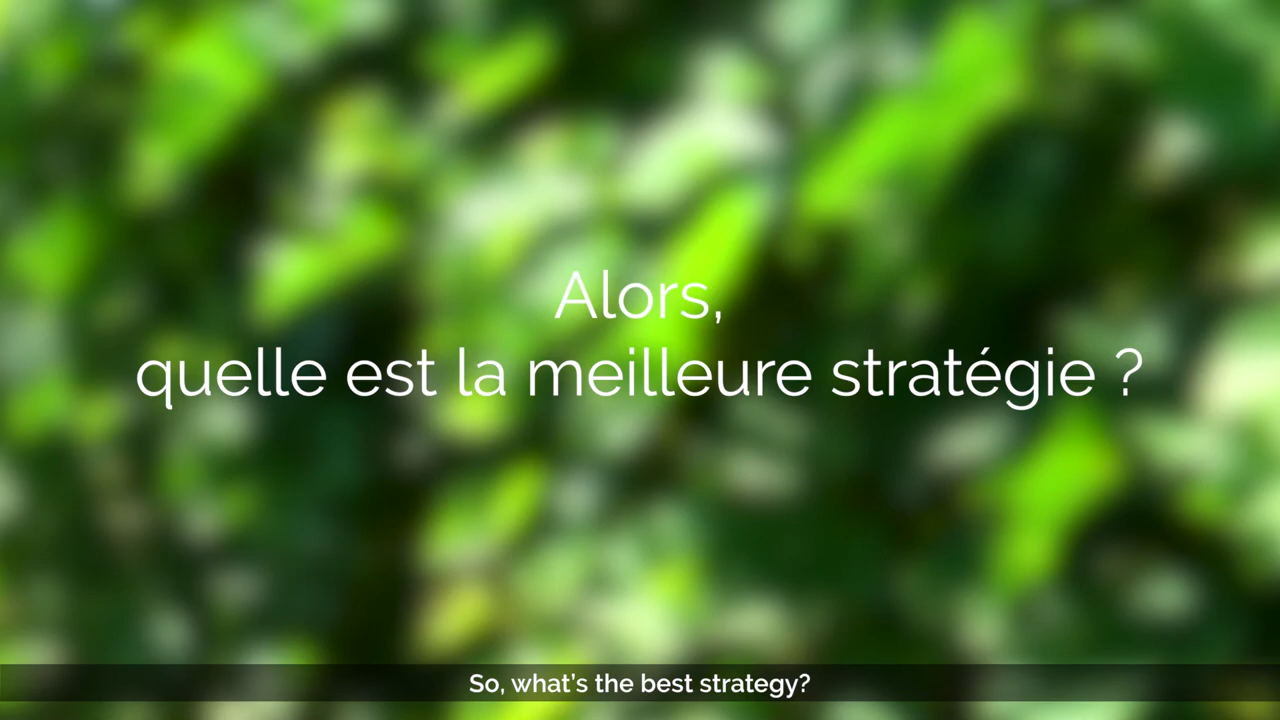 Alors,
quelle est la meilleure stratégie ?
So, what's the best strategy?